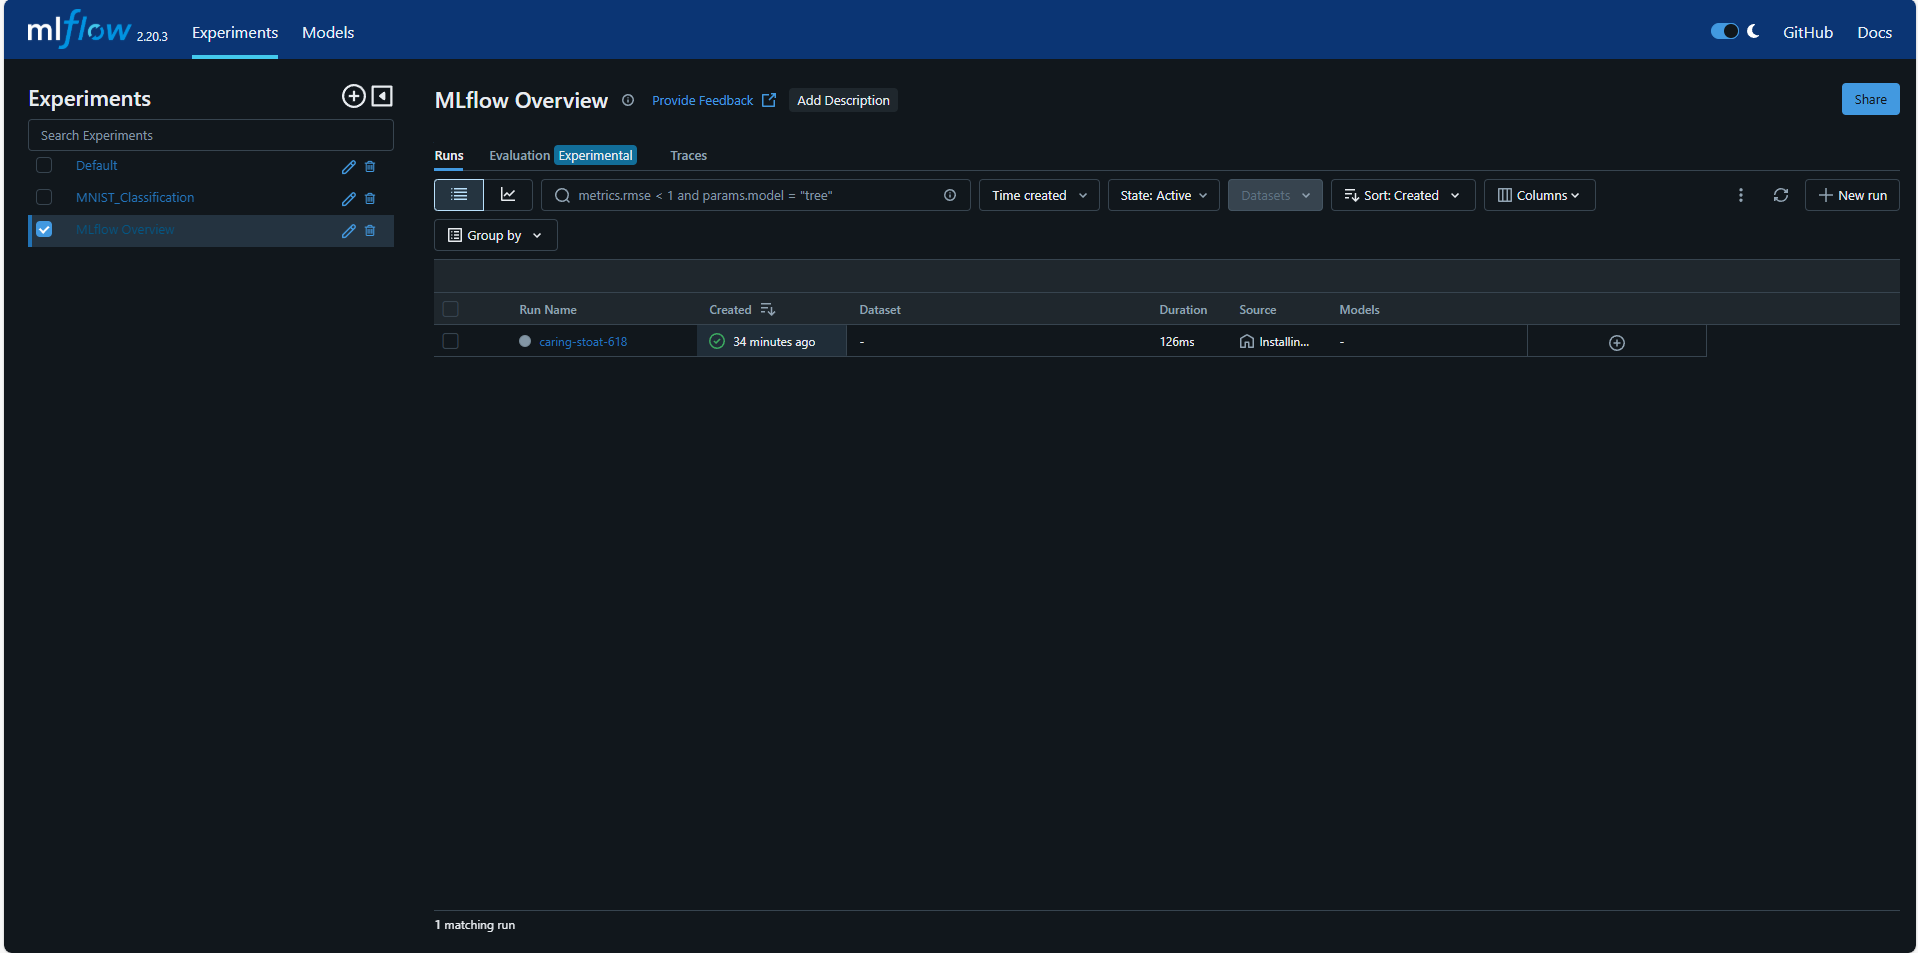 mlflow 2.20.3 Experiments Models GitHub Docs
Experiments
Search Experiments
Default
MNIST_Classification
MLflow Overview
MLflow Overview Provide Feedback Add Description Share
Runs Evaluation Experimental Traces
metrics.rmse < 1 and params.model = "tree" Time created State: Active Datasets Sort: Created Columns New run
Group by
Run Name Created Dataset Duration Source Models
caring-stoat-618 34 minutes ago - 126ms Installin... -
1 matching run